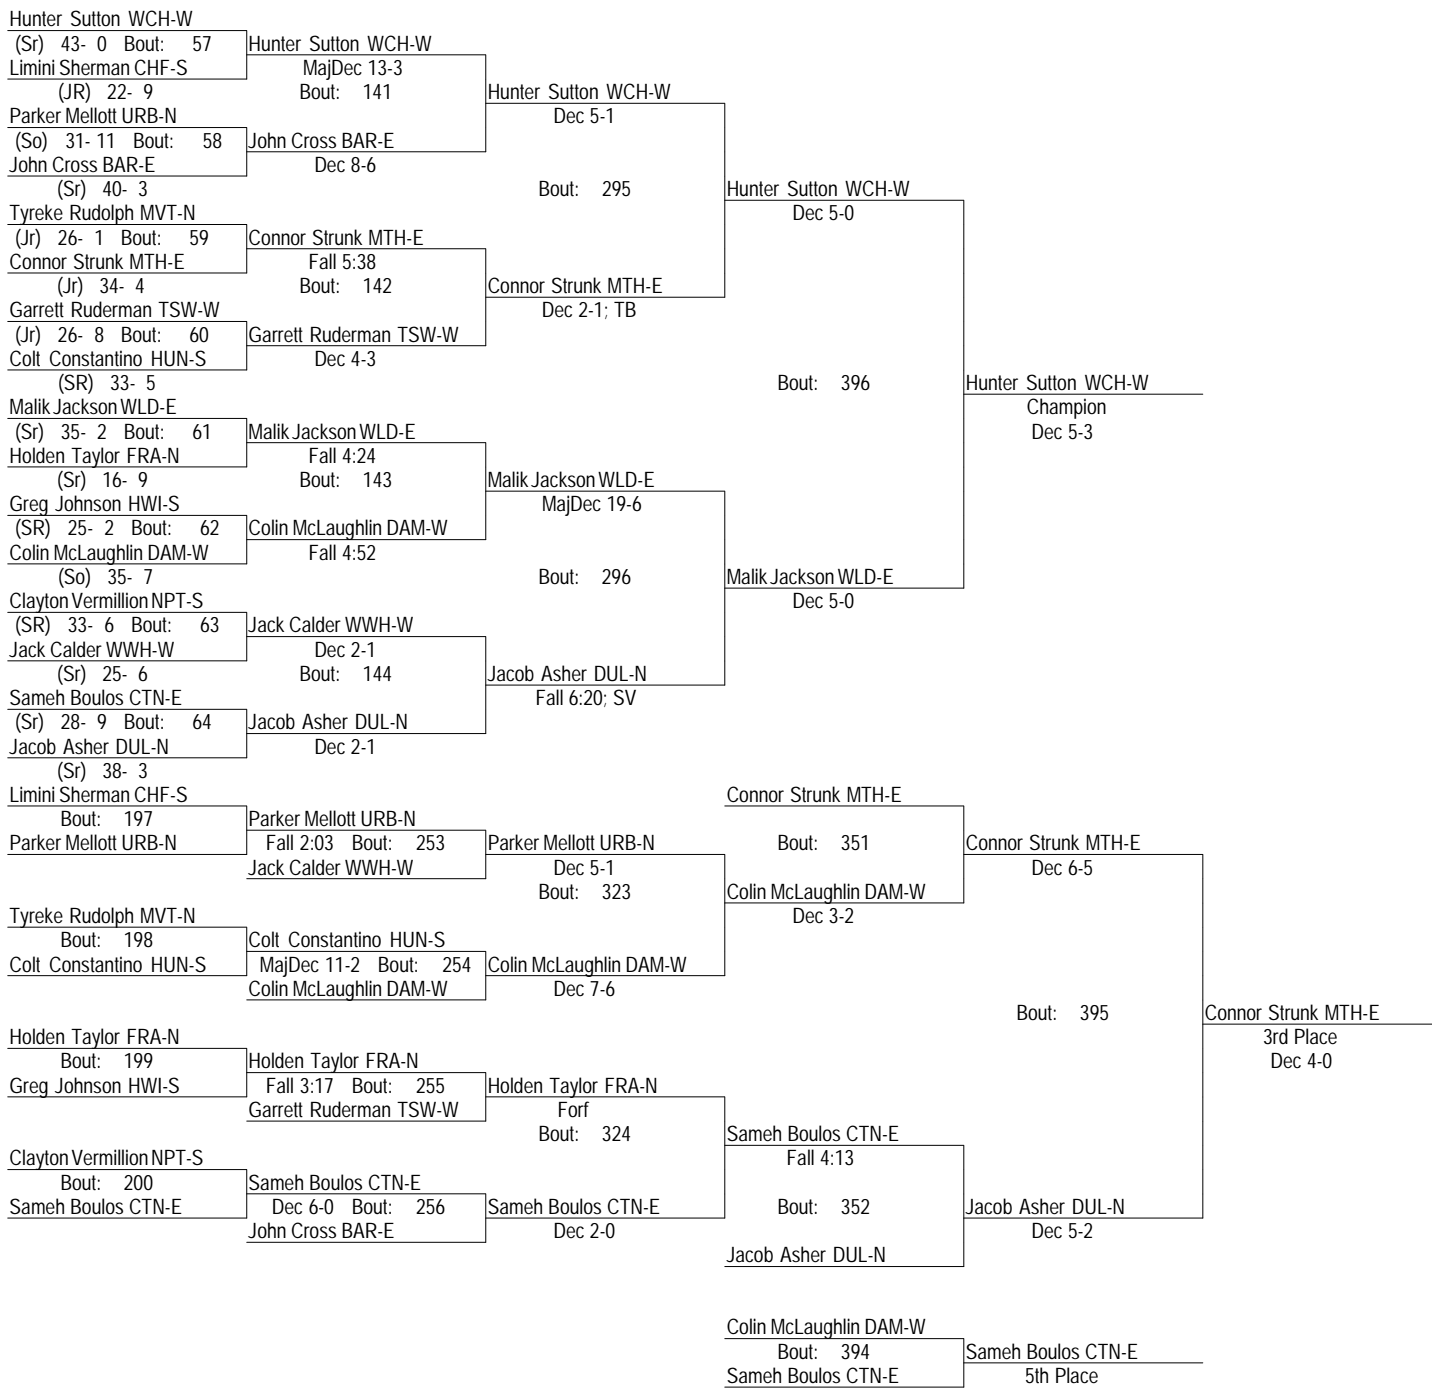 Hunter Sutton WCH-W
(Sr) 43- 0 Bout: 57 Hunter Sutton WCH-W
Limini Sherman CHF-S MajDec 13-3
(JR) 22- 9 Bout: 141 Hunter Sutton WCH-W
Parker Mellott URB-N Dec 5-1
(So) 31- 11 Bout: 58 John Cross BAR-E
John Cross BAR-E Dec 8-6
(Sr) 40- 3 Bout: 295 Hunter Sutton WCH-W
Tyreke Rudolph MVT-N Dec 5-0
(Jr) 26- 1 Bout: 59 Connor Strunk MTH-E
Connor Strunk MTH-E Fall 5:38
(Jr) 34- 4 Bout: 142 Connor Strunk MTH-E
Garrett Ruderman TSW-W Dec 2-1; TB
(Jr) 26- 8 Bout: 60 Garrett Ruderman TSW-W
Colt Constantino HUN-S Dec 4-3
(SR) 33- 5 Bout: 396 Hunter Sutton WCH-W
Malik Jackson WLD-E Champion
(Sr) 35- 2 Bout: 61 Malik Jackson WLD-E Dec 5-3
Holden Taylor FRA-N Fall 4:24
(Sr) 16- 9 Bout: 143 Malik Jackson WLD-E
Greg Johnson HWI-S MajDec 19-6
(SR) 25- 2 Bout: 62 Colin McLaughlin DAM-W
Colin McLaughlin DAM-W Fall 4:52
(So) 35- 7 Bout: 296 Malik Jackson WLD-E
Clayton Vermillion NPT-S Dec 5-0
(SR) 33- 6 Bout: 63 Jack Calder WWH-W
Jack Calder WWH-W Dec 2-1
(Sr) 25- 6 Bout: 144 Jacob Asher DUL-N
Sameh Boulos CTN-E Fall 6:20; SV
(Sr) 28- 9 Bout: 64 Jacob Asher DUL-N
Jacob Asher DUL-N Dec 2-1
(Sr) 38- 3
Limini Sherman CHF-S Connor Strunk MTH-E
Bout: 197 Parker Mellott URB-N
Parker Mellott URB-N Fall 2:03 Bout: 253 Parker Mellott URB-N Bout: 351 Connor Strunk MTH-E
Jack Calder WWH-W Dec 5-1 Dec 6-5
Bout: 323 Colin McLaughlin DAM-W
Tyreke Rudolph MVT-N Dec 3-2
Bout: 198 Colt Constantino HUN-S
Colt Constantino HUN-S MajDec 11-2 Bout: 254 Colin McLaughlin DAM-W
Colin McLaughlin DAM-W Dec 7-6
Bout: 395 Connor Strunk MTH-E
Holden Taylor FRA-N 3rd Place
Bout: 199 Holden Taylor FRA-N Dec 4-0
Greg Johnson HWI-S Fall 3:17 Bout: 255 Holden Taylor FRA-N
Garrett Ruderman TSW-W Forf
Bout: 324 Sameh Boulos CTN-E
Clayton Vermillion NPT-S Fall 4:13
Bout: 200 Sameh Boulos CTN-E
Sameh Boulos CTN-E Dec 6-0 Bout: 256 Sameh Boulos CTN-E Bout: 352 Jacob Asher DUL-N
John Cross BAR-E Dec 2-0 Dec 5-2
Jacob Asher DUL-N
Colin McLaughlin DAM-W
Bout: 394 Sameh Boulos CTN-E
Sameh Boulos CTN-E 5th Place